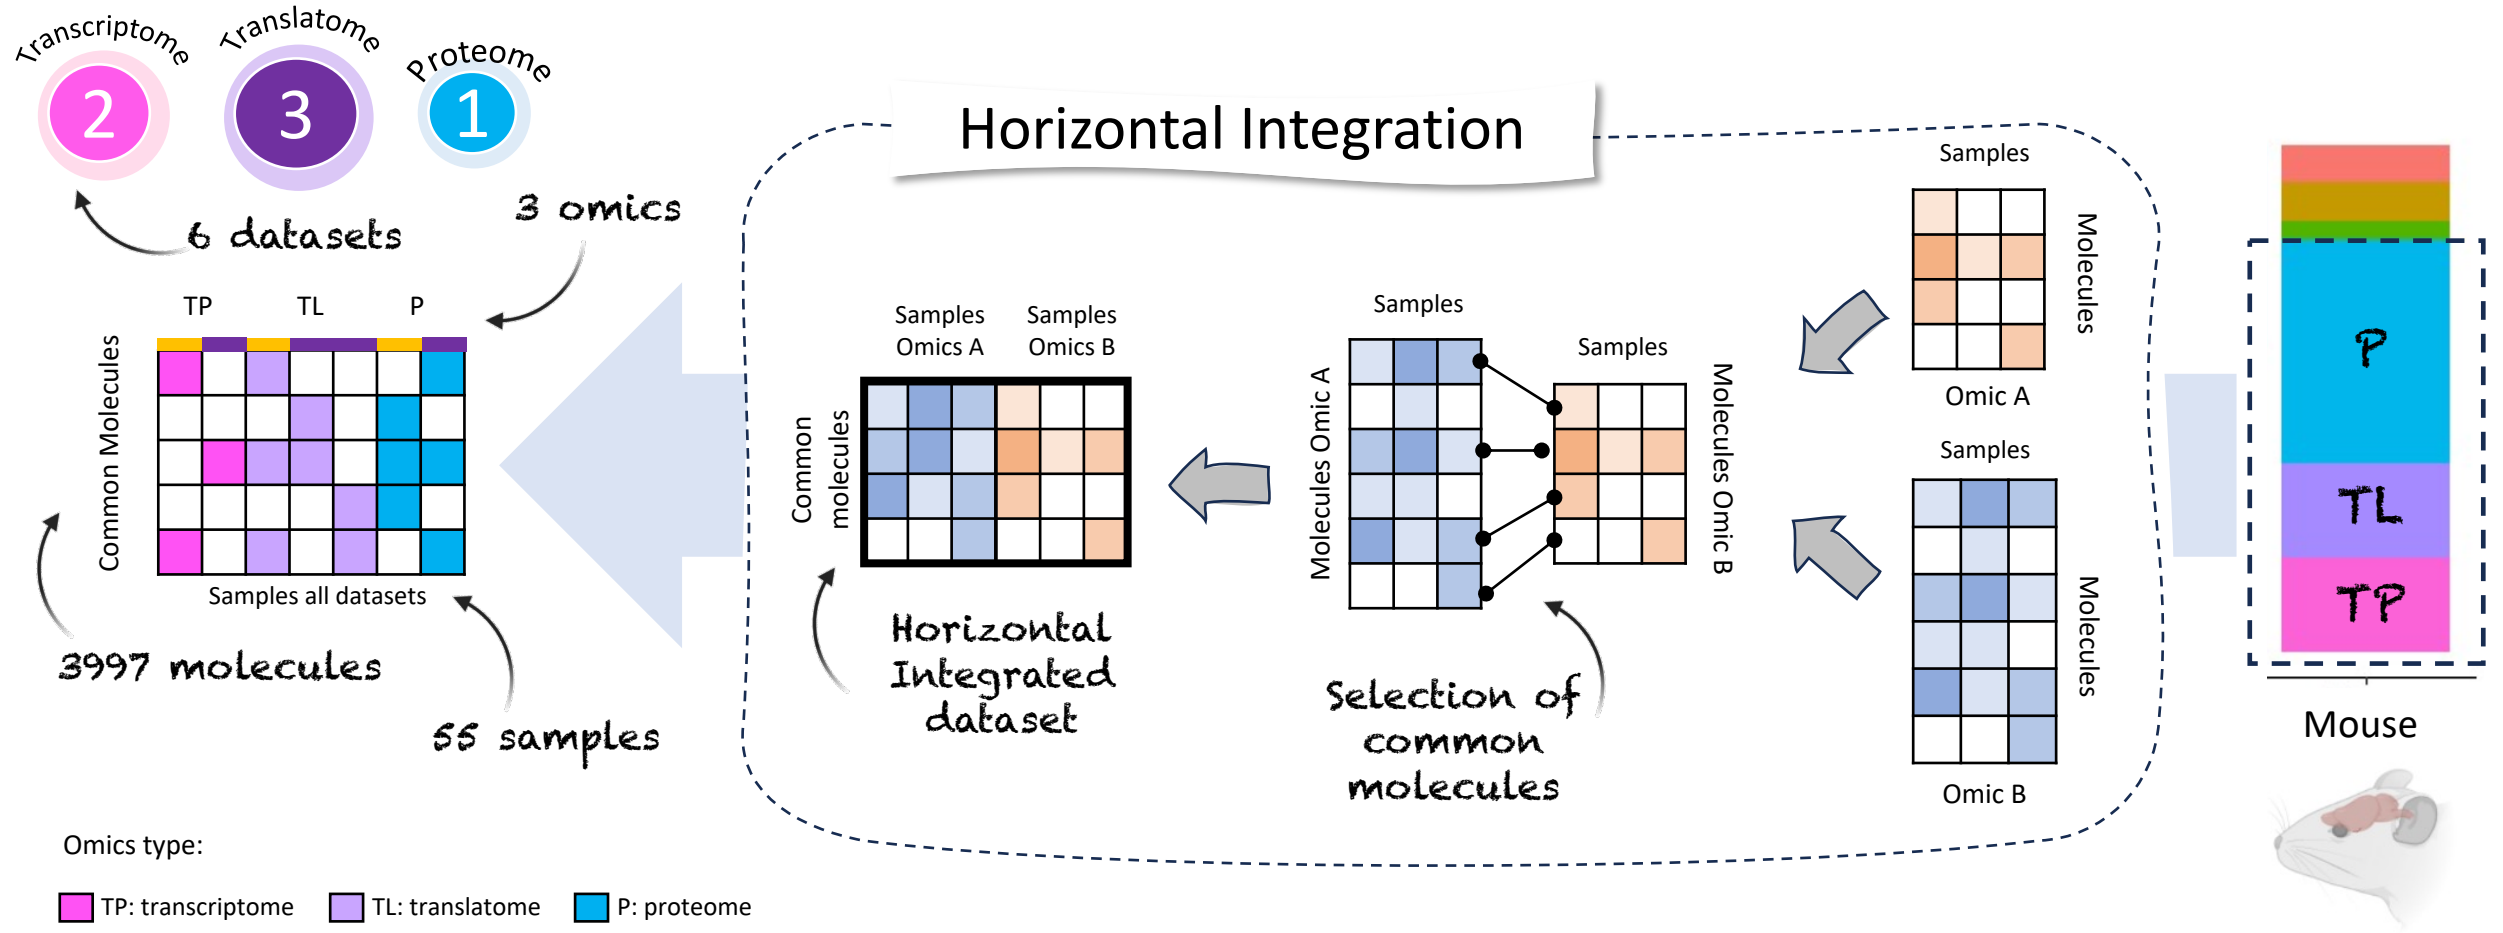 Transcriptome
Translatome
Proteome
2
3
1
6 datasets
3 omics
TP
TL
P
Common Molecules
Samples all datasets
3997 molecules
55 samples
Omics type:
TP: transcriptome
TL: translatome
P: proteome
Horizontal Integration
Samples
Omics A
Samples
Omics B
Common
molecules
Horizontal
Integrated
dataset
Samples
Molecules Omic A
Samples
Molecules Omic B
Selection of
common
molecules
Samples
Molecules
Omic A
Samples
Molecules
Omic B
P
TL
TP
Mouse